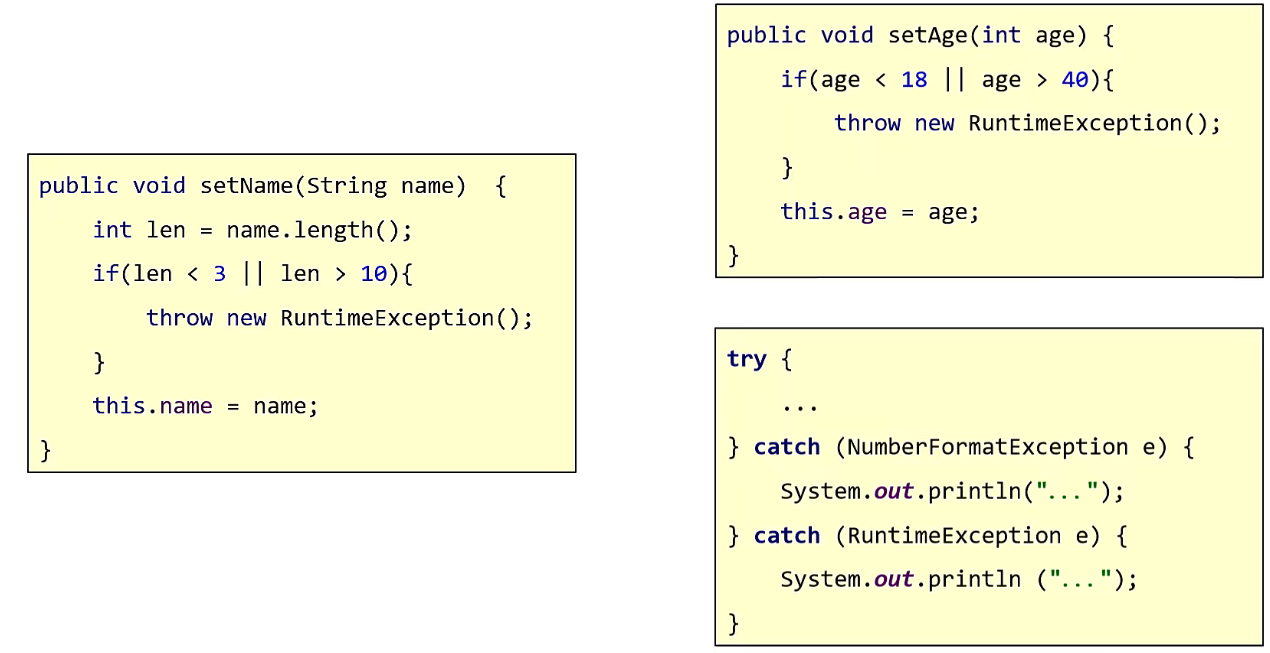 public void setName(String name)  {
    int len = name.length();
    if(len < 3 || len > 10){
        throw new RuntimeException();
    }
    this.name = name;
}
public void setAge(int age) {
    if(age < 18 || age > 40){
        throw new RuntimeException();
    }
    this.age = age;
}
try {
    ...
} catch (NumberFormatException e) {
    System.out.println("...");
} catch (RuntimeException e) {
    System.out.println ("...");
}